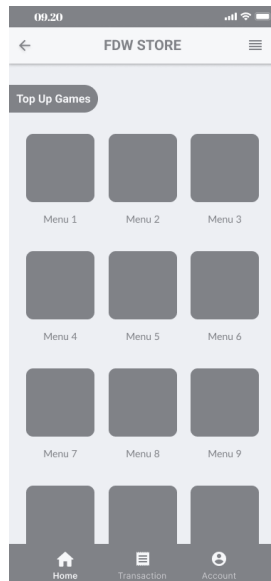 09.20
FDW STORE
Top Up Games
Menu 1 Menu 2 Menu 3
Menu 4 Menu 5 Menu 6
Menu 7 Menu 8 Menu 9
Home Transaction Account